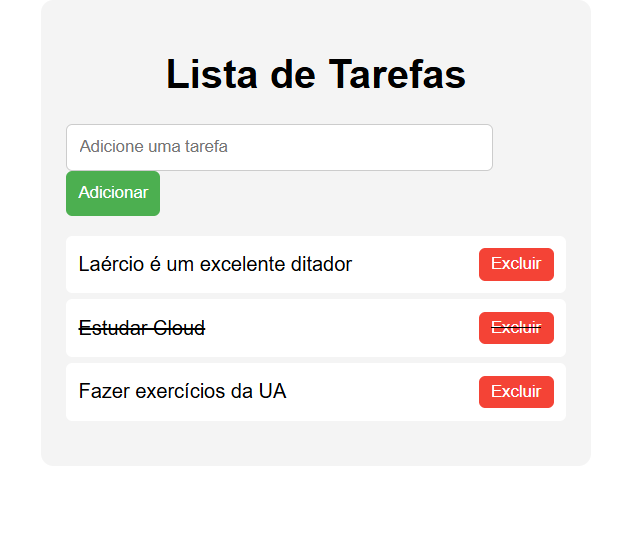 Lista de Tarefas
Adicione uma tarefa
Adicionar
Laércio é um excelente ditador Excluir
Estudar Cloud Excluir
Fazer exercícios da UA Excluir